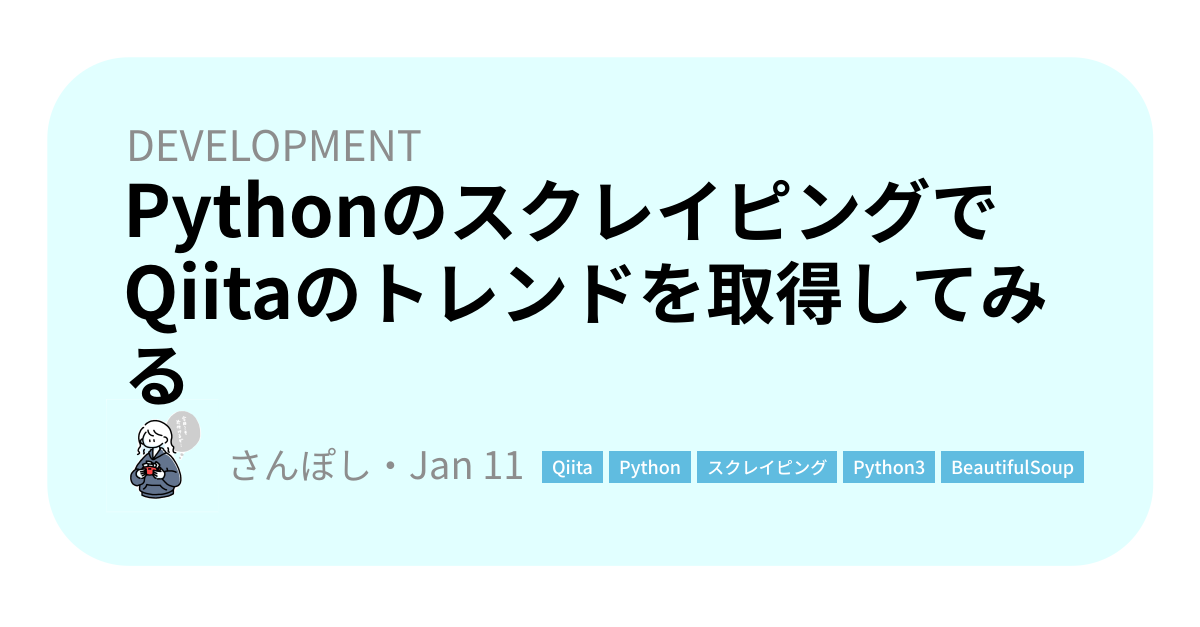 DEVELOPMENT
Pythonのスクレイピングで
Qiitaのトレンドを取得してみ
る
さんぽし・Jan 11
Qiita Python スクレイピング Python3 BeautifulSoup